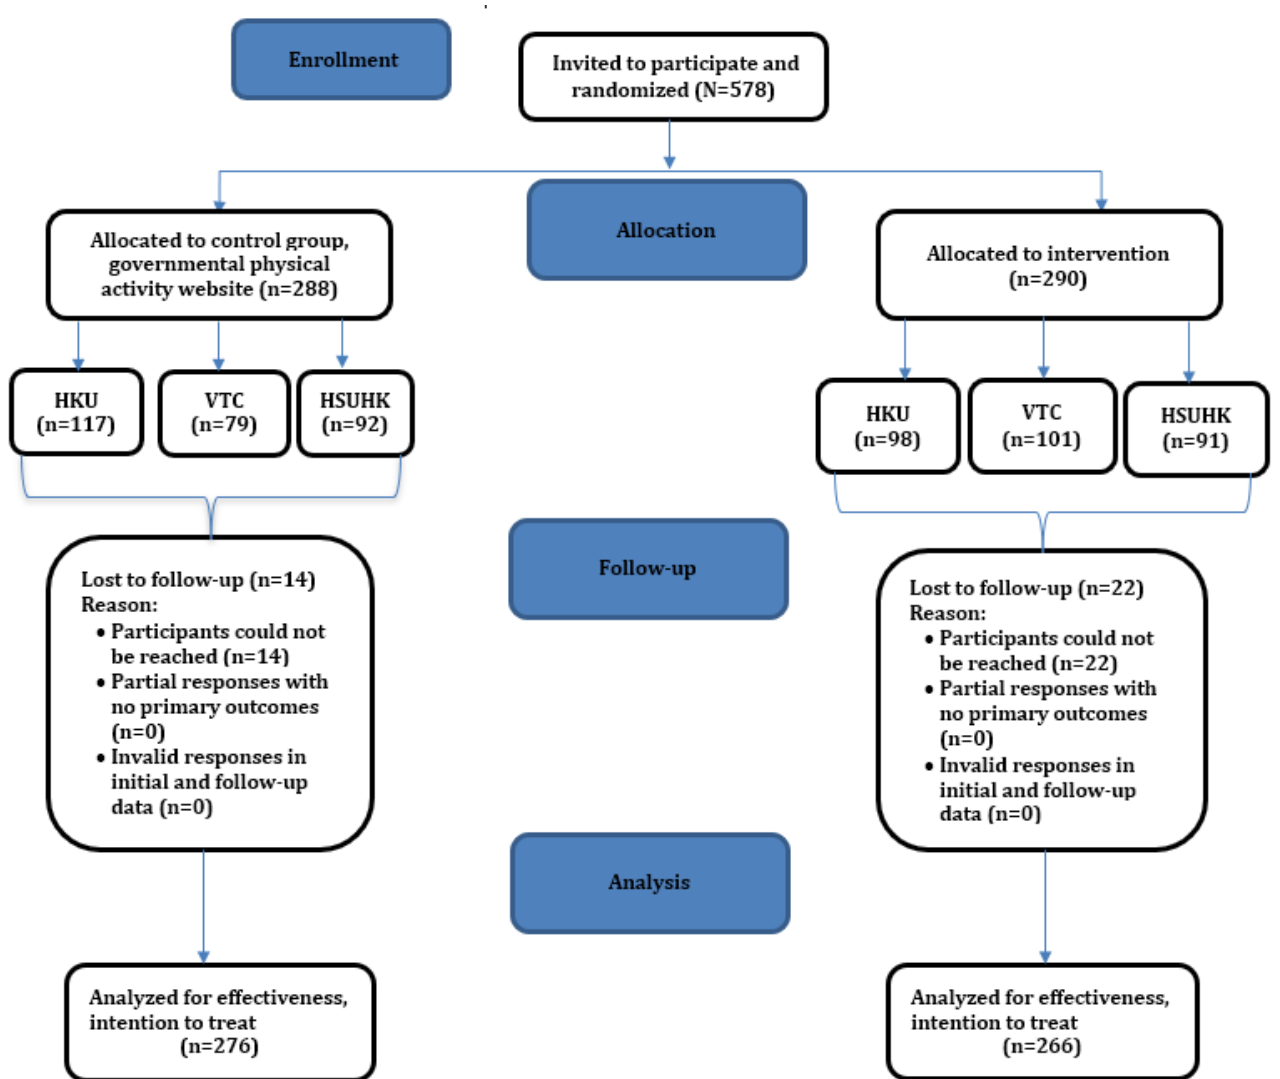 Enrollment
Invited to participate and
randomized (N=578)
Allocation
Allocated to control group,
governmental physical
activity website (n=288)
Allocated to intervention
(n=290)
HKU
(n=117)
VTC
(n=79)
HSUHK
(n=92)
HKU
(n=98)
VTC
(n=101)
HSUHK
(n=91)
Follow-up
Lost to follow-up (n=14)
Reason:
• Participants could not
be reached (n=14)
• Partial responses with
no primary outcomes
(n=0)
• Invalid responses in
initial and follow-up
data (n=0)
Lost to follow-up (n=22)
Reason:
• Participants could not
be reached (n=22)
• Partial responses with
no primary outcomes
(n=0)
• Invalid responses in
initial and follow-up
data (n=0)
Analysis
Analyzed for effectiveness,
intention to treat
(n=276)
Analyzed for effectiveness,
intention to treat
(n=266)